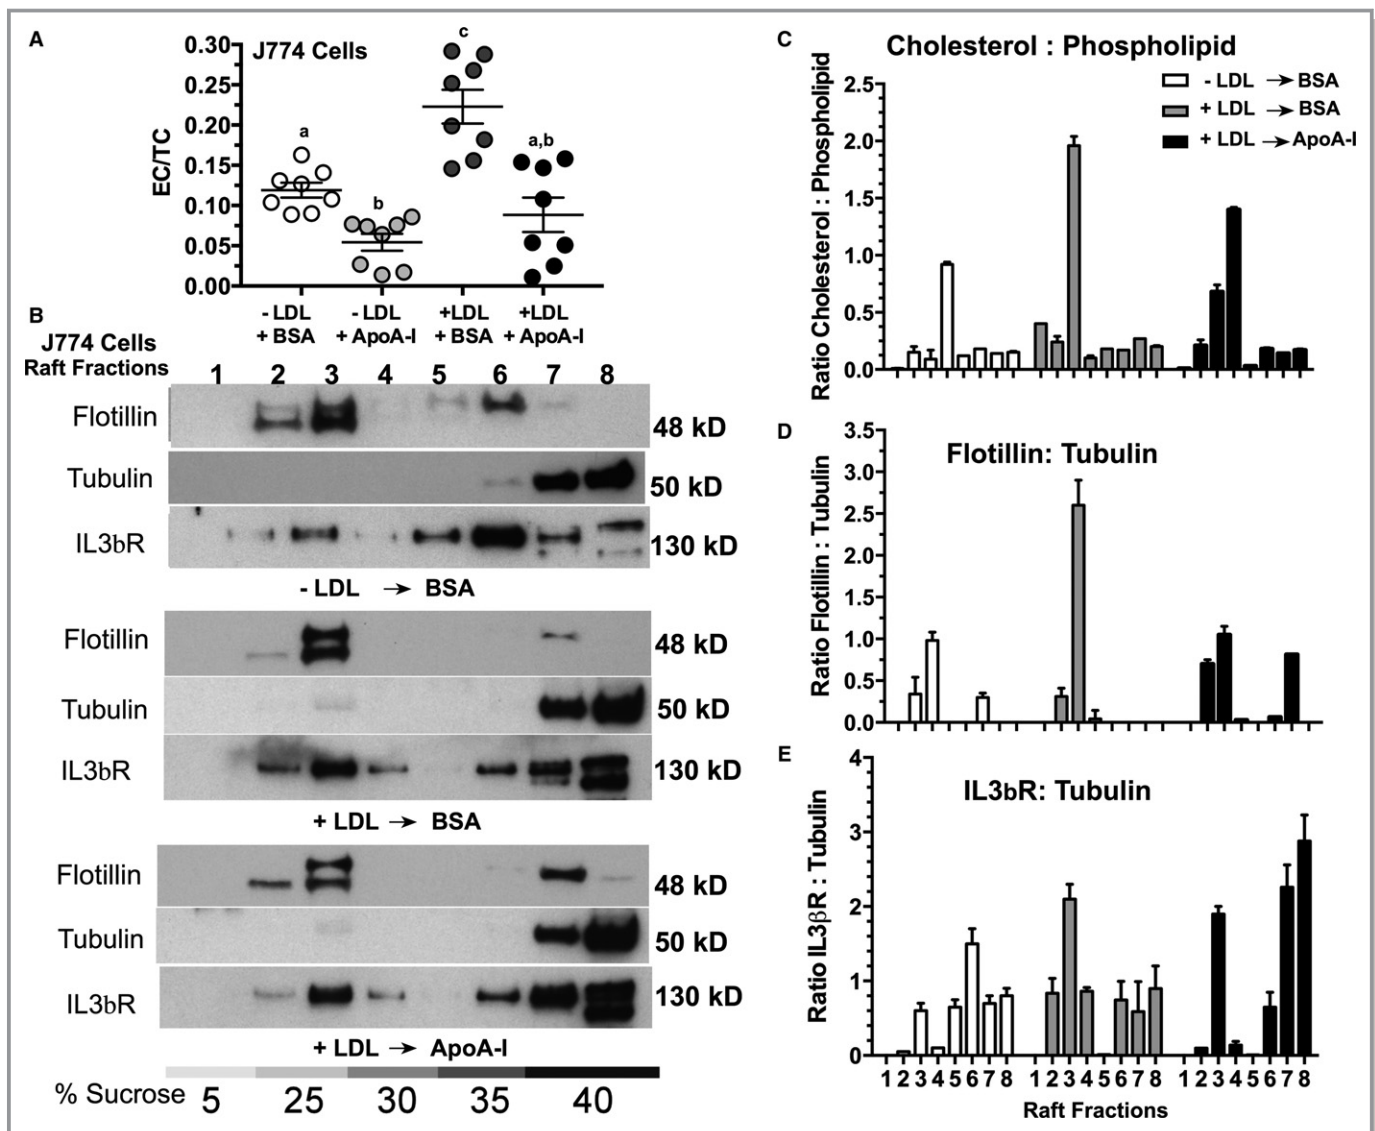 A
J774 Cells
EC/TC
0.30
0.25
0.20
0.15
0.10
0.05
0.00
a
b
c
a,b
- LDL + BSA
- LDL + ApoA-I
+LDL + BSA
+LDL + ApoA-I
B
J774 Cells
Raft Fractions
1 2 3 4 5 6 7 8
Flotillin 48 kD
Tubulin 50 kD
IL3bR 130 kD
- LDL → BSA
Flotillin 48 kD
Tubulin 50 kD
IL3bR 130 kD
+ LDL → BSA
Flotillin 48 kD
Tubulin 50 kD
IL3bR 130 kD
+ LDL → ApoA-I
% Sucrose 5 25 30 35 40
C
Cholesterol : Phospholipid
- LDL → BSA
+ LDL → BSA
+ LDL → ApoA-I
Ratio Cholesterol : Phospholipid
2.5
2.0
1.5
1.0
0.5
0.0
D
Flotillin: Tubulin
Ratio Flotillin : Tubulin
3.5
3.0
2.5
2.0
1.5
1.0
0.5
0.0
E
IL3bR: Tubulin
Ratio IL3βR : Tubulin
4
3
2
1
0
1 2 3 4 5 6 7 8 1 2 3 4 5 6 7 8 1 2 3 4 5 6 7 8
Raft Fractions